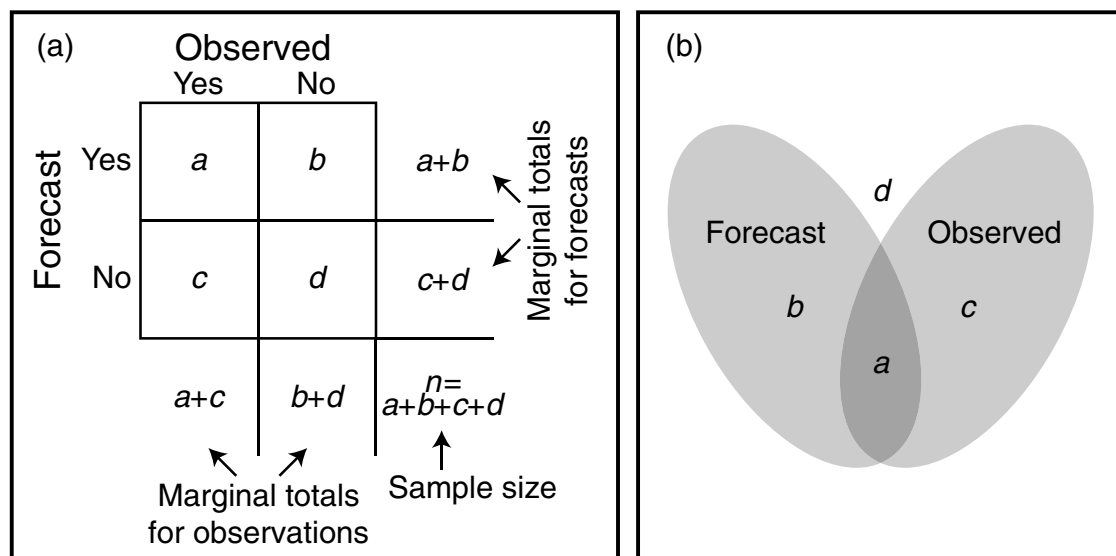 (a)
Observed
Yes No
Forecast
Yes a b a+b
No c d c+d
Marginal totals
for forecasts
a+c b+d n=
a+b+c+d
Marginal totals
for observations
Sample size
(b)
d
Forecast Observed
b c
a